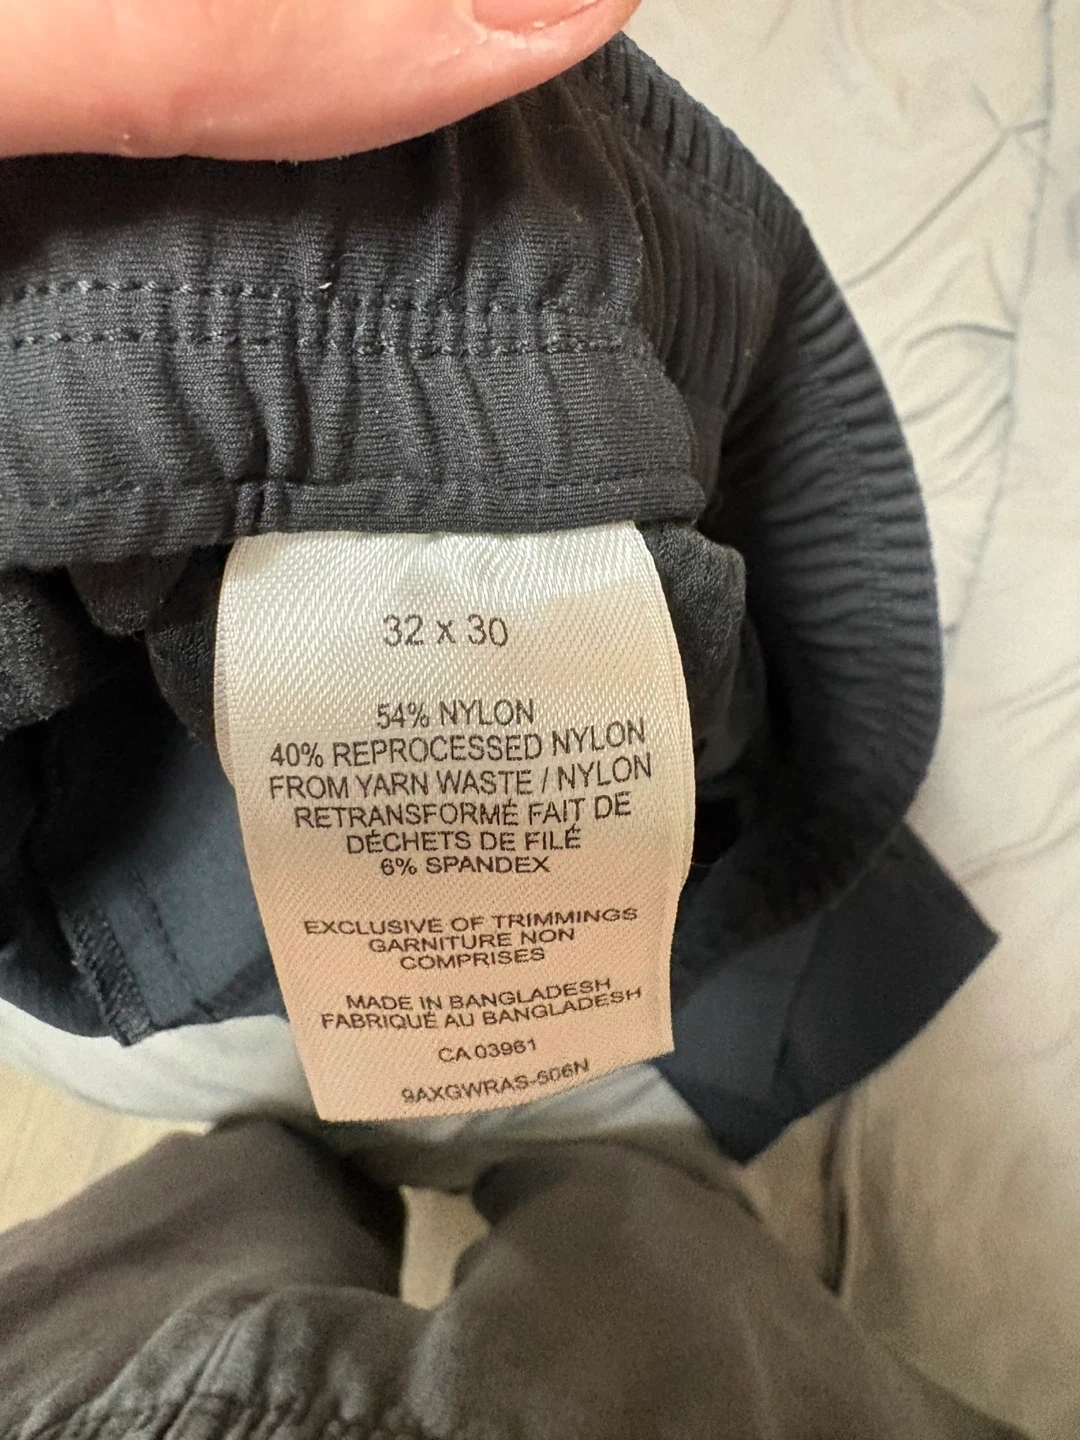 32 x 30
54% NYLON
40% REPROCESSED NYLON
FROM YARN WASTE / NYLON
RETRANSFORMÉ FAIT DE
DÉCHETS DE FILÉ
6% SPANDEX
EXCLUSIVE OF TRIMMINGS
GARNITURE NON
COMPRISES
MADE IN BANGLADESH
FABRIQUÉ AU BANGLADESH
CA 03961
9AXGWRAS-506N